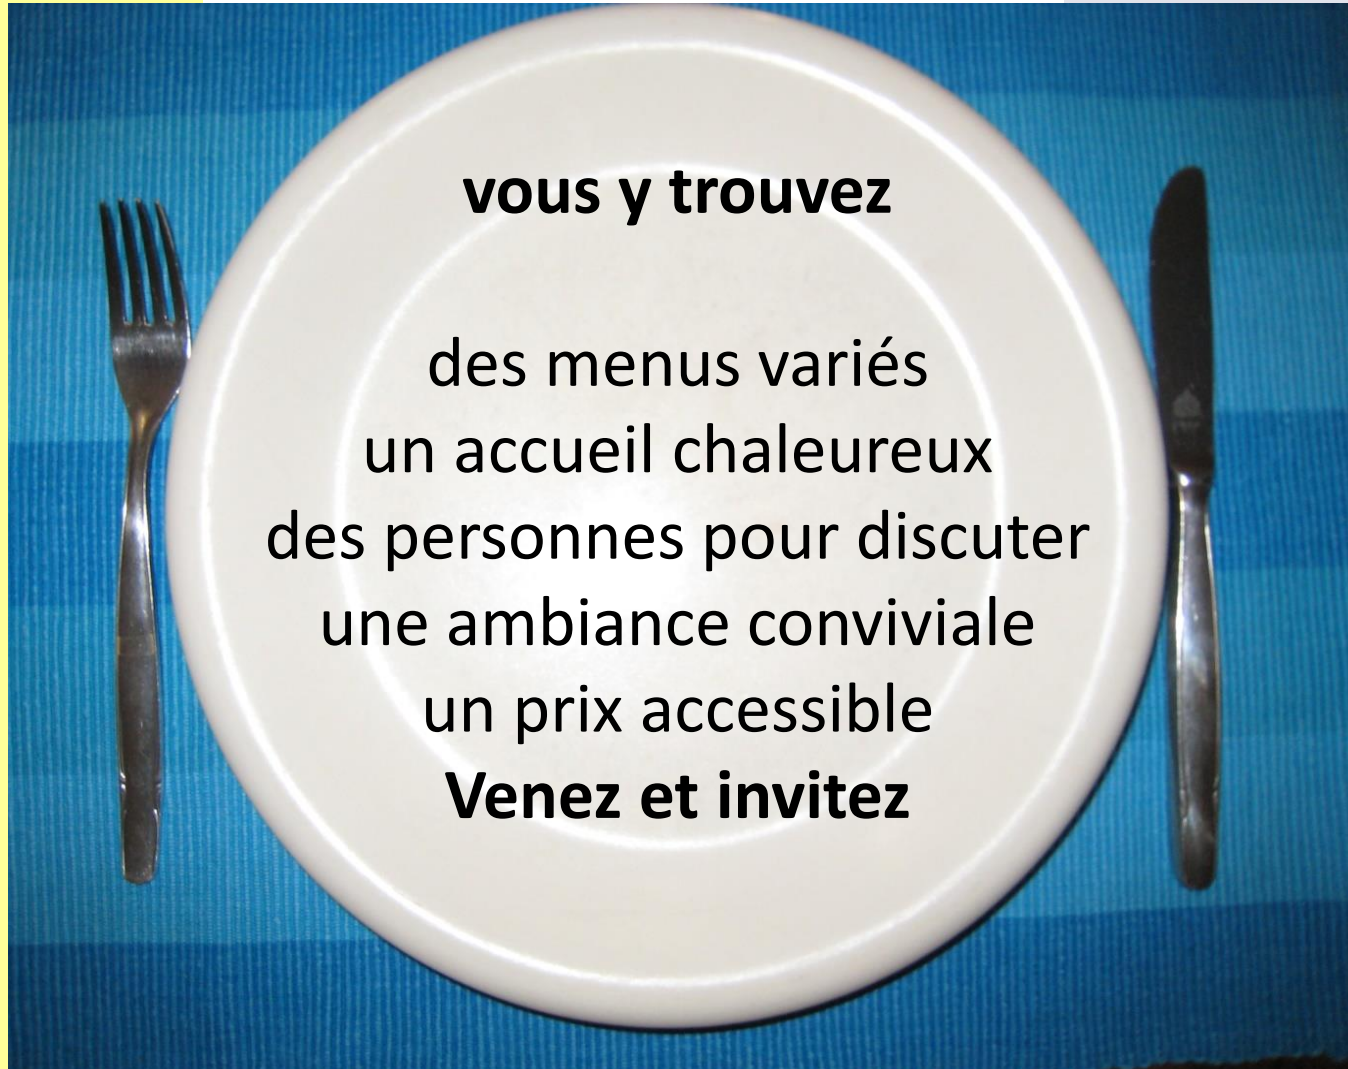 vous y trouvez
des menus variés
un accueil chaleureux
des personnes pour discuter
une ambiance conviviale
un prix accessible
Venez et invitez